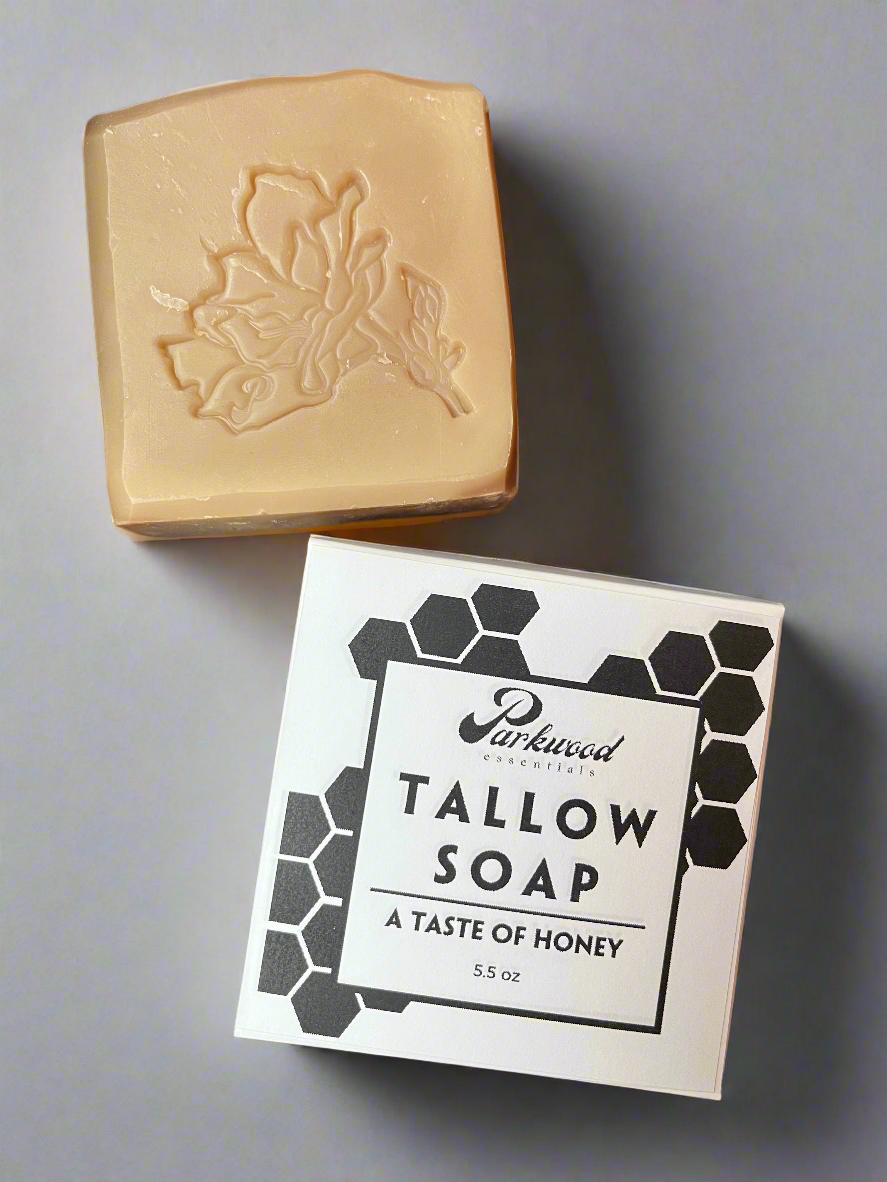 Parkwood
essentials
TALLOW
SOAP
A TASTE OF HONEY
5.5 oz